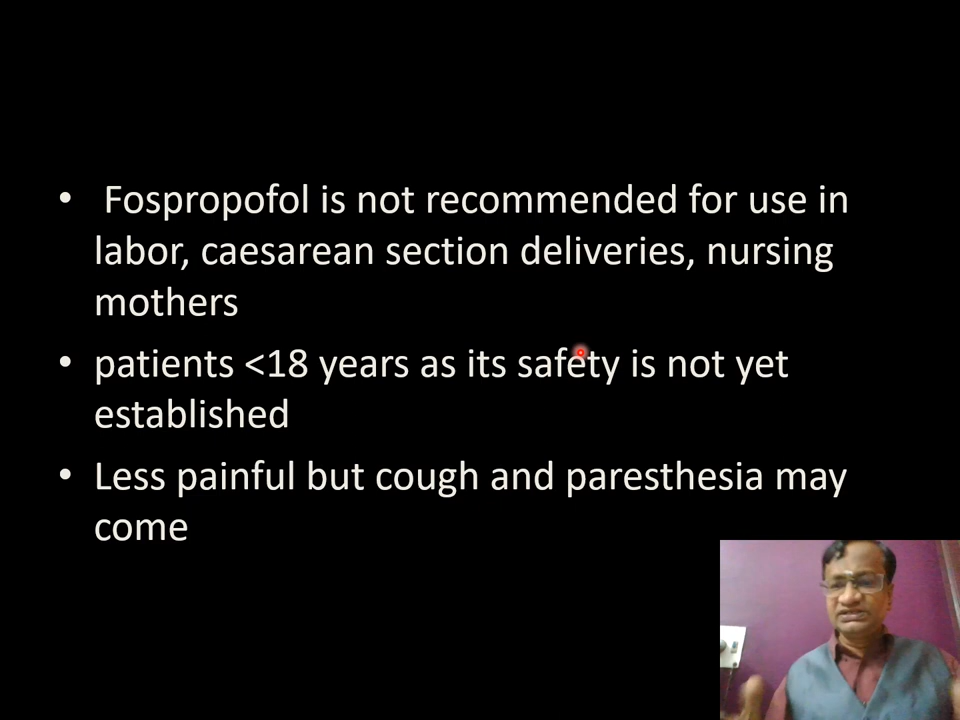 • Fospropofol is not recommended for use in
labor, caesarean section deliveries, nursing
mothers
• patients <18 years as its safety is not yet
established
• Less painful but cough and paresthesia may
come